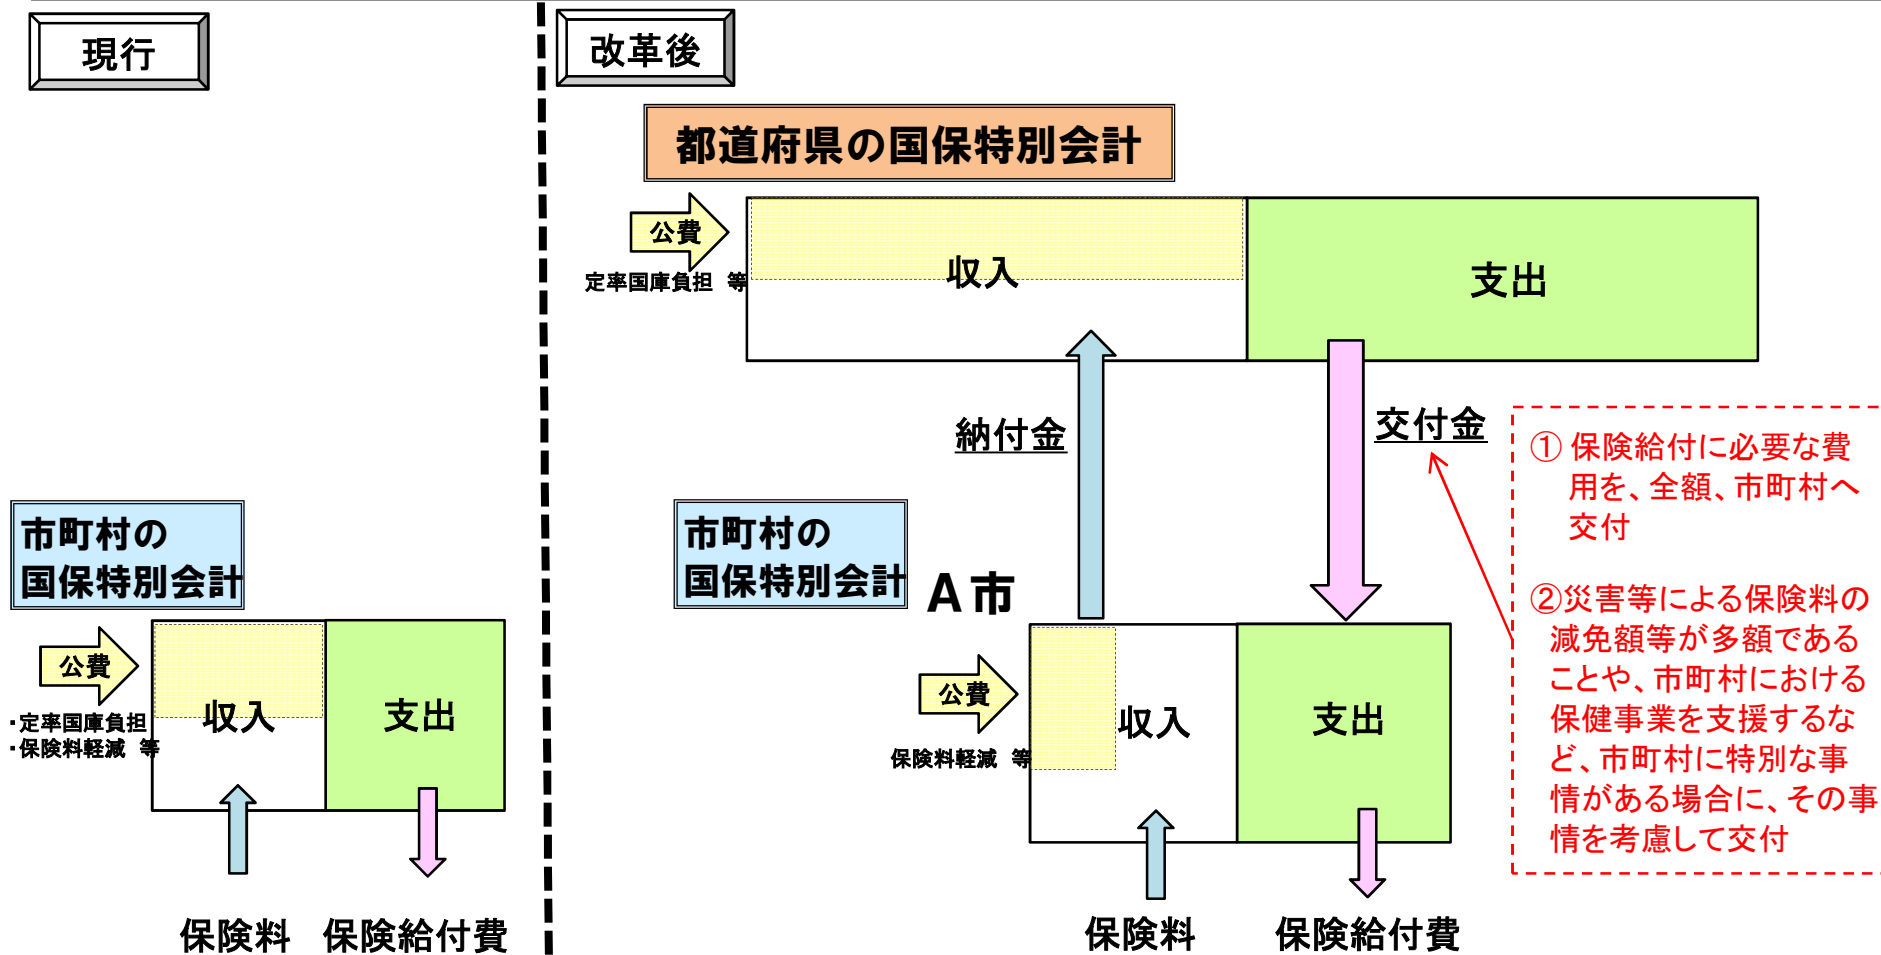 現行
市町村の
国保特別会計
公費
・定率国庫負担
・保険料軽減 等
収入
支出
保険料
保険給付費
改革後
都道府県の国保特別会計
公費
定率国庫負担 等
収入
支出
納付金
交付金
市町村の
国保特別会計
A市
公費
保険料軽減 等
収入
支出
保険料
保険給付費
① 保険給付に必要な費
用を、全額、市町村へ
交付
②災害等による保険料の
減免額等が多額である
ことや、市町村における
保健事業を支援するな
ど、市町村に特別な事
情がある場合に、その事
情を考慮して交付